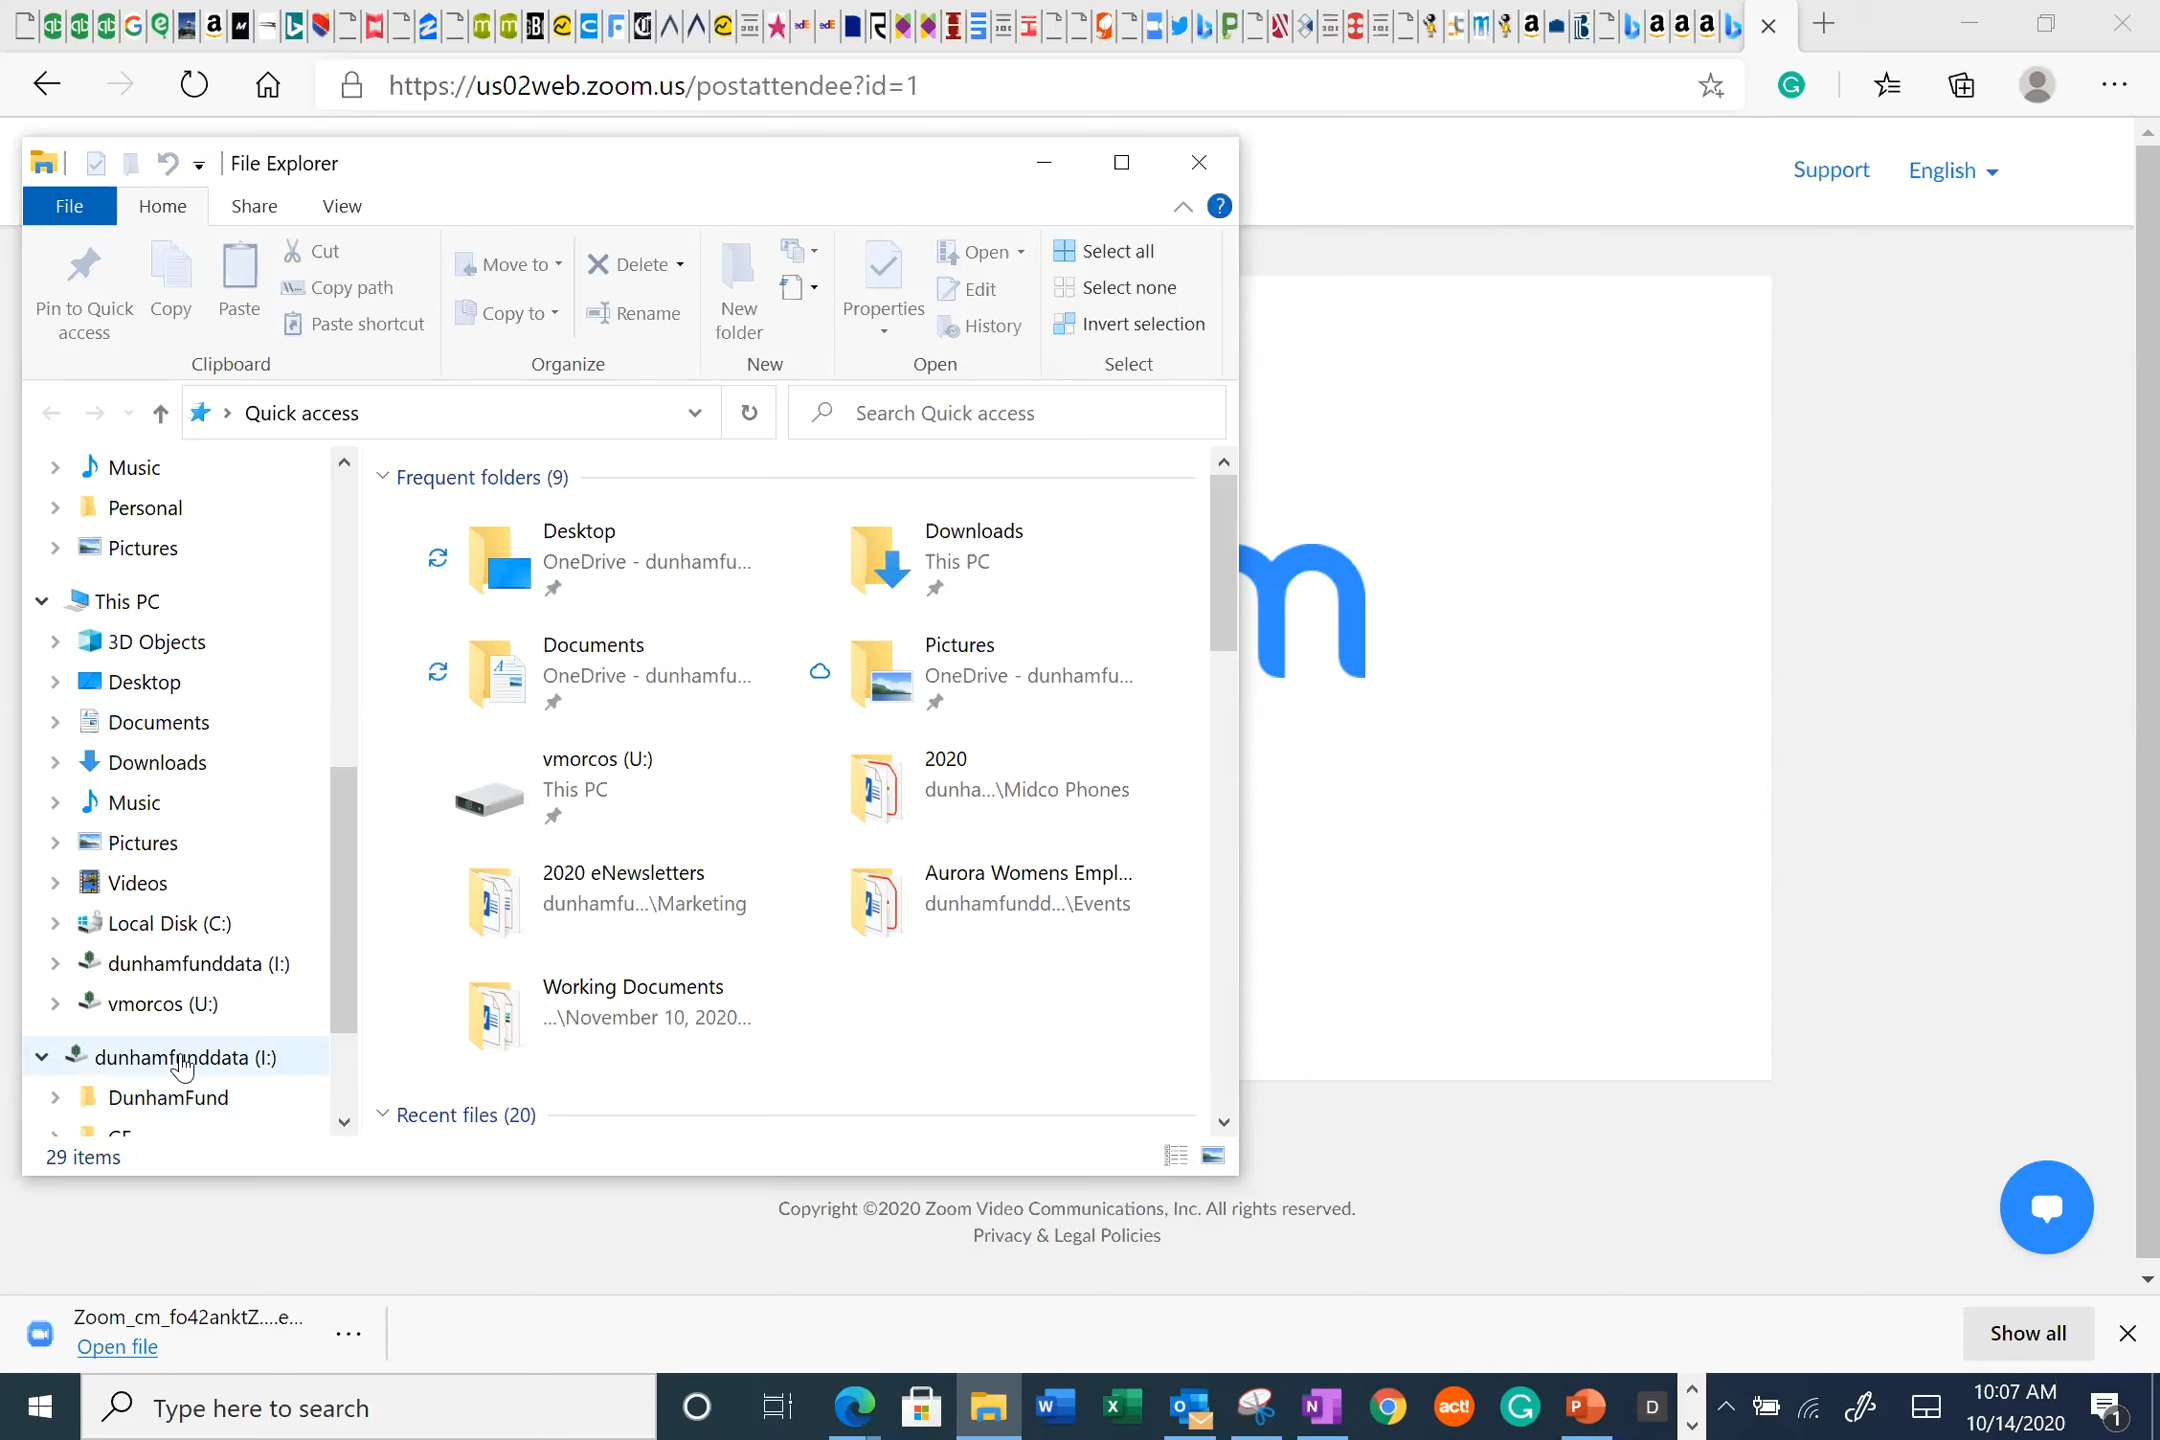 https://us02web.zoom.us/postattendee?id=1
File Explorer
Support
English
File
Home
Share
View
Pin to Quick access
Copy
Paste
Cut
Copy path
Paste shortcut
Clipboard
Move to
Copy to
Delete
Rename
Organize
New folder
New
Properties
Open
Edit
History
Open
Select all
Select none
Invert selection
Select
Quick access
Search Quick access
Music
Personal
Pictures
This PC
3D Objects
Desktop
Documents
Downloads
Music
Pictures
Videos
Local Disk (C:)
dunhamfunddata (I:)
vmorcos (U:)
dunhamfunddata (I:)
DunhamFund
29 items
Frequent folders (9)
Desktop
OneDrive - dunhamfu...
Downloads
This PC
Documents
OneDrive - dunhamfu...
Pictures
OneDrive - dunhamfu...
vmorcos (U:)
This PC
2020
dunha...\Midco Phones
2020 eNewsletters
dunhamfu...\Marketing
Aurora Womens Empl...
dunhamfundd...\Events
Working Documents
...\November 10, 2020...
Recent files (20)
m
Copyright ©2020 Zoom Video Communications, Inc. All rights reserved.
Privacy & Legal Policies
Zoom_cm_fo42anktZ....e...
Open file
Show all
Type here to search
act!
D
10:07 AM
10/14/2020
1